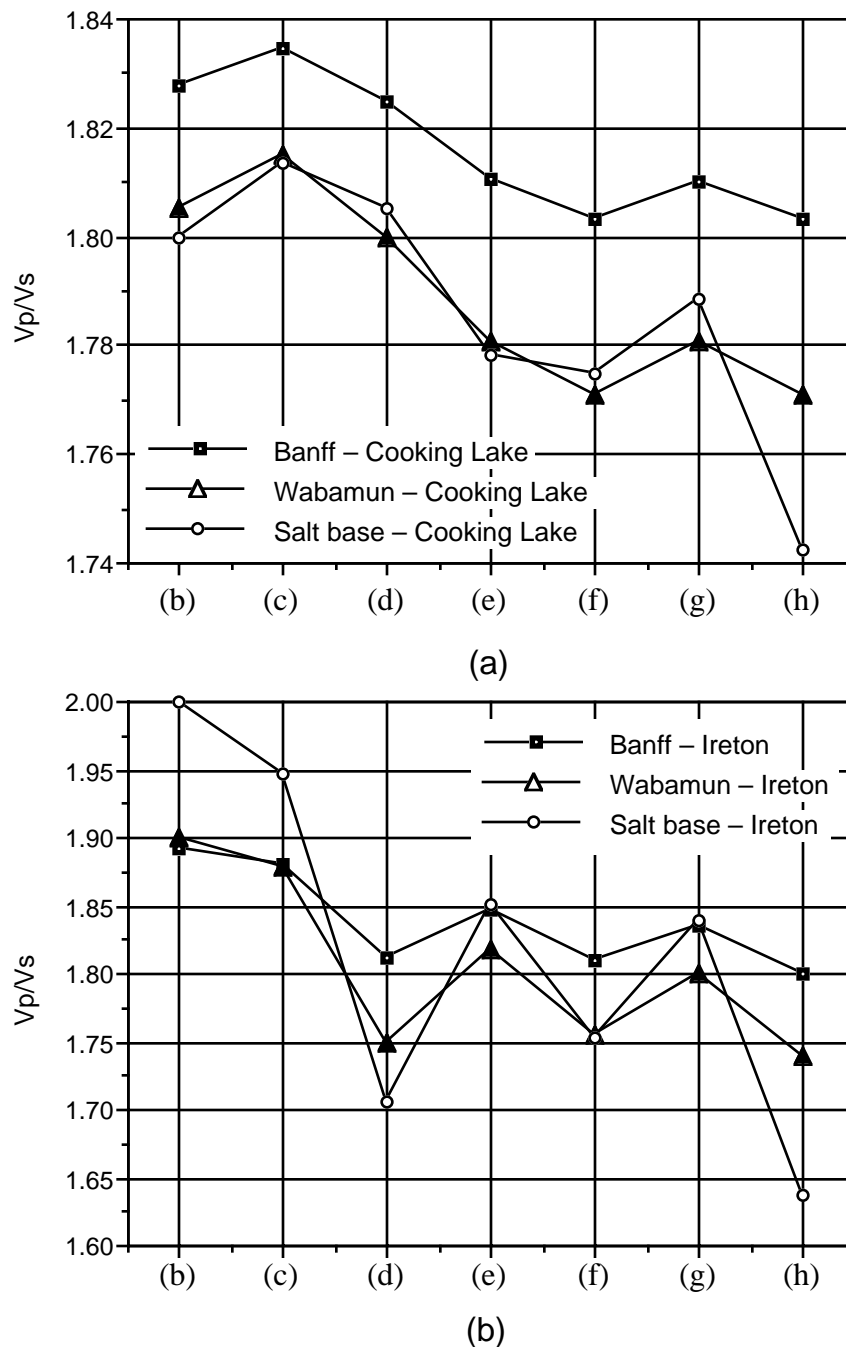 1.84
1.82
1.80
1.78
1.76
1.74
Vp/Vs
Banff – Cooking Lake
Wabamun – Cooking Lake
Salt base – Cooking Lake
(b) (c) (d) (e) (f) (g) (h)
(a)
2.00
1.95
1.90
1.85
1.80
1.75
1.70
1.65
1.60
Vp/Vs
Banff – Ireton
Wabamun – Ireton
Salt base – Ireton
(b) (c) (d) (e) (f) (g) (h)
(b)